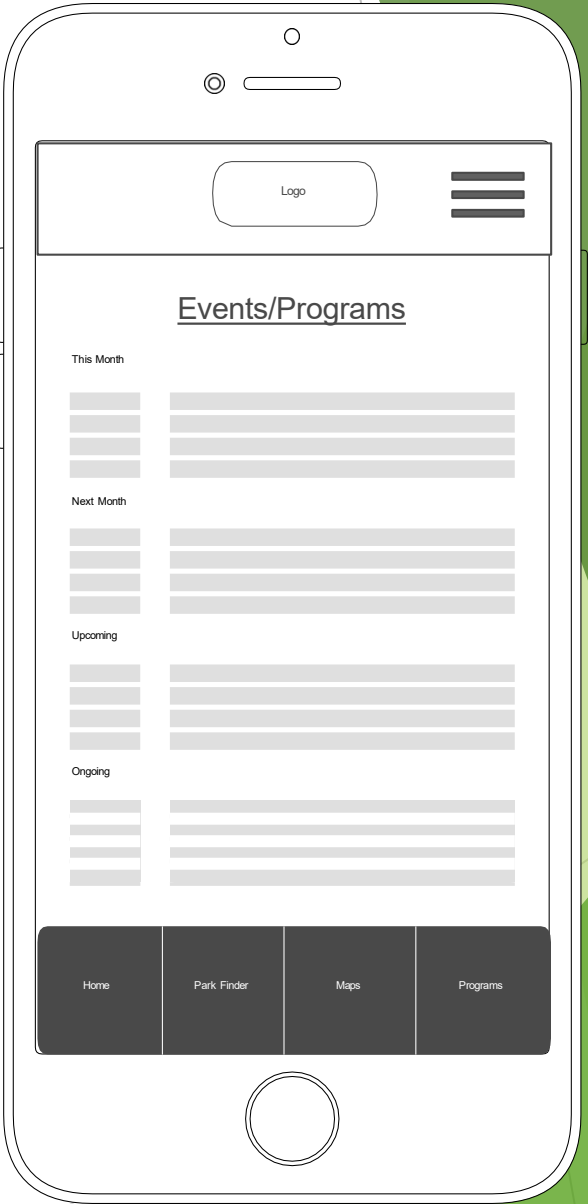 Logo
Events/Programs
This Month
Next Month
Upcoming
Ongoing
Home
Park Finder
Maps
Programs